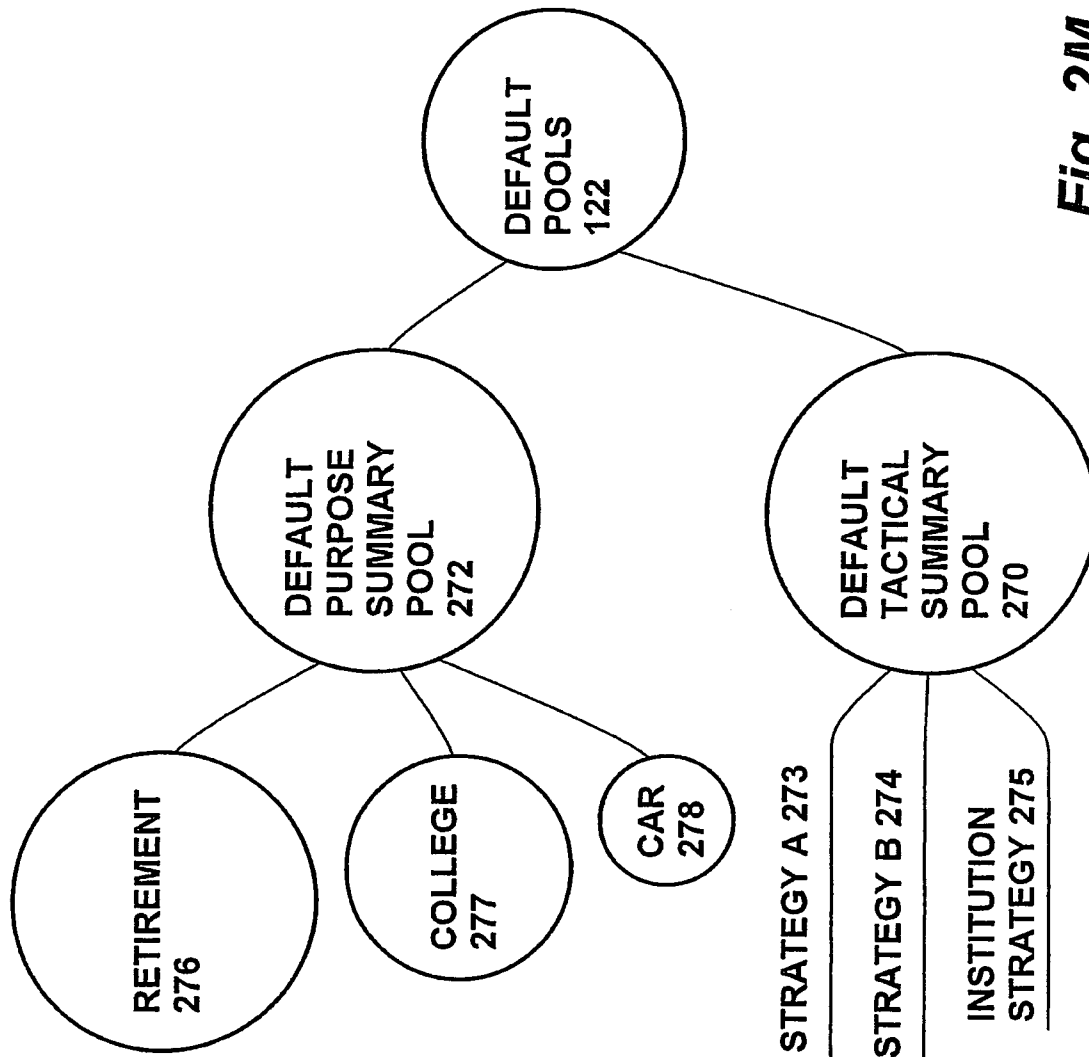 STRATEGY A 273
STRATEGY B 274
INSTITUTION
STRATEGY 275
CAR
278
COLLEGE
277
RETIREMENT
276
DEFAULT
TACTICAL
SUMMARY
POOL
270
DEFAULT
PURPOSE
SUMMARY
POOL
272
DEFAULT
POOLS
122
Fig. 2M